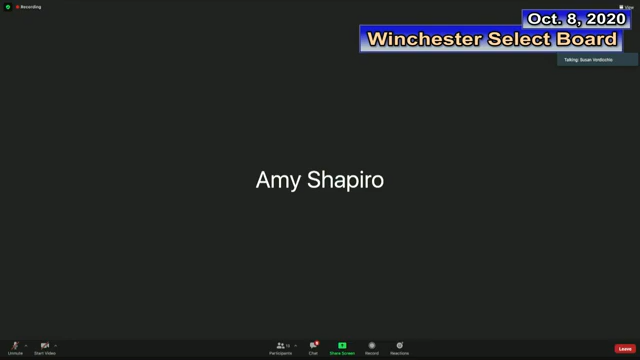 Recording
View
Oct. 8, 2020
Winchester Select Board
Talking: Susan Verdicchio
Amy Shapiro
Unmute
Start Video
Participants
Chat
Share Screen
Record
Reactions
Leave